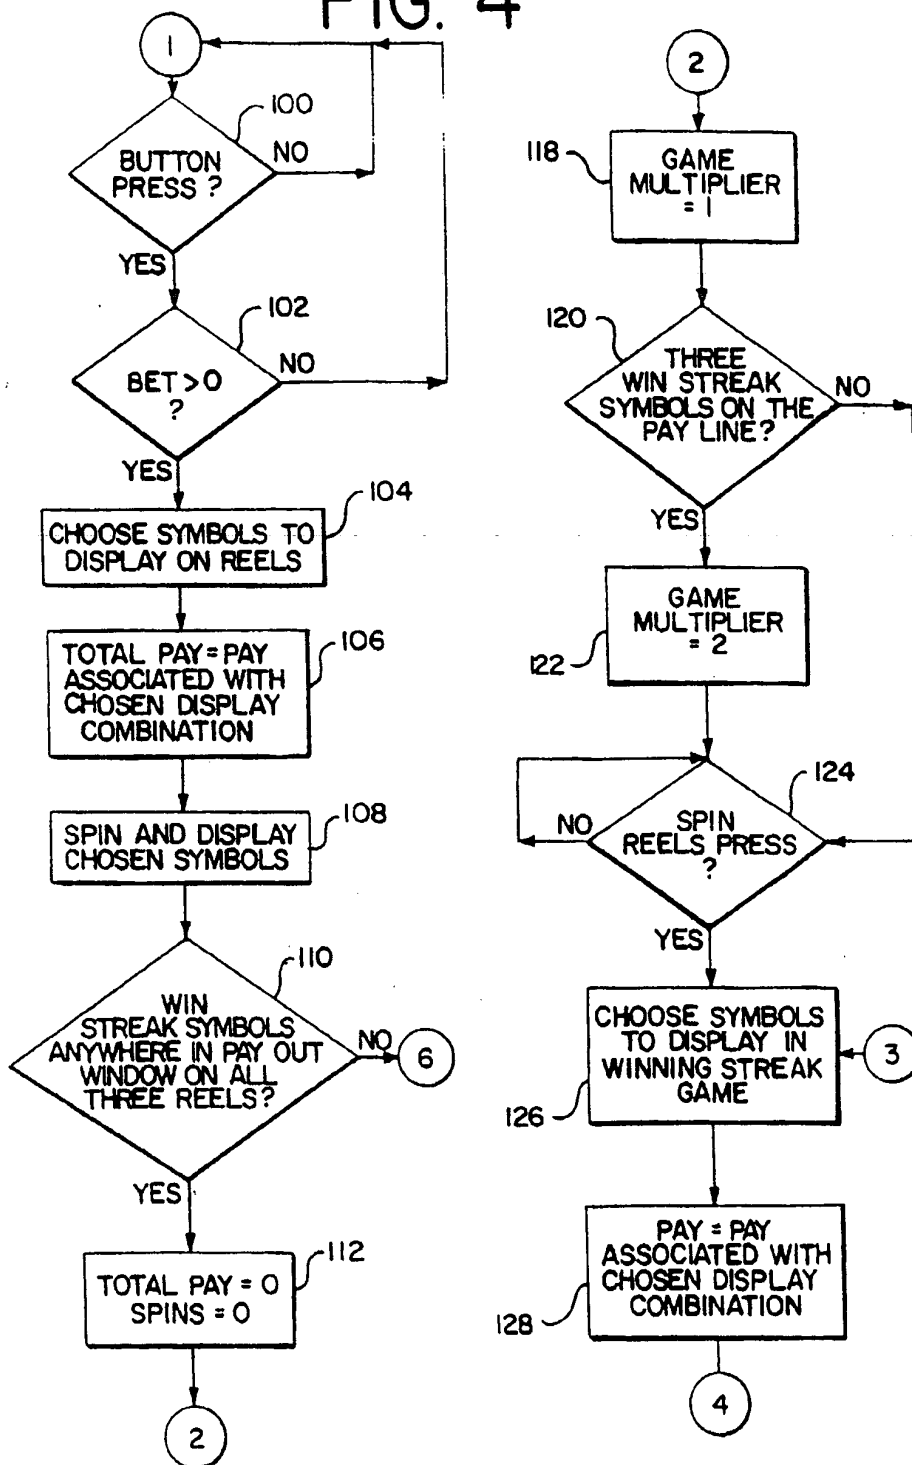 FIG. 4
1
100
BUTTON
PRESS ?
NO
YES
102
BET > 0
?
NO
YES
104
CHOOSE SYMBOLS TO
DISPLAY ON REELS
106
TOTAL PAY = PAY
ASSOCIATED WITH
CHOSEN DISPLAY
COMBINATION
108
SPIN AND DISPLAY
CHOSEN SYMBOLS
110
WIN
STREAK SYMBOLS
ANYWHERE IN PAY OUT
WINDOW ON ALL
THREE REELS?
NO
6
YES
112
TOTAL PAY = 0
SPINS = 0
2
2
118
GAME
MULTIPLIER
= 1
120
THREE
WIN STREAK
SYMBOLS ON THE
PAY LINE?
NO
YES
GAME
MULTIPLIER
= 2
122
124
SPIN
REELS PRESS
?
NO
YES
CHOOSE SYMBOLS
TO DISPLAY IN
WINNING STREAK
GAME
3
126
PAY = PAY
ASSOCIATED WITH
CHOSEN DISPLAY
COMBINATION
128
4